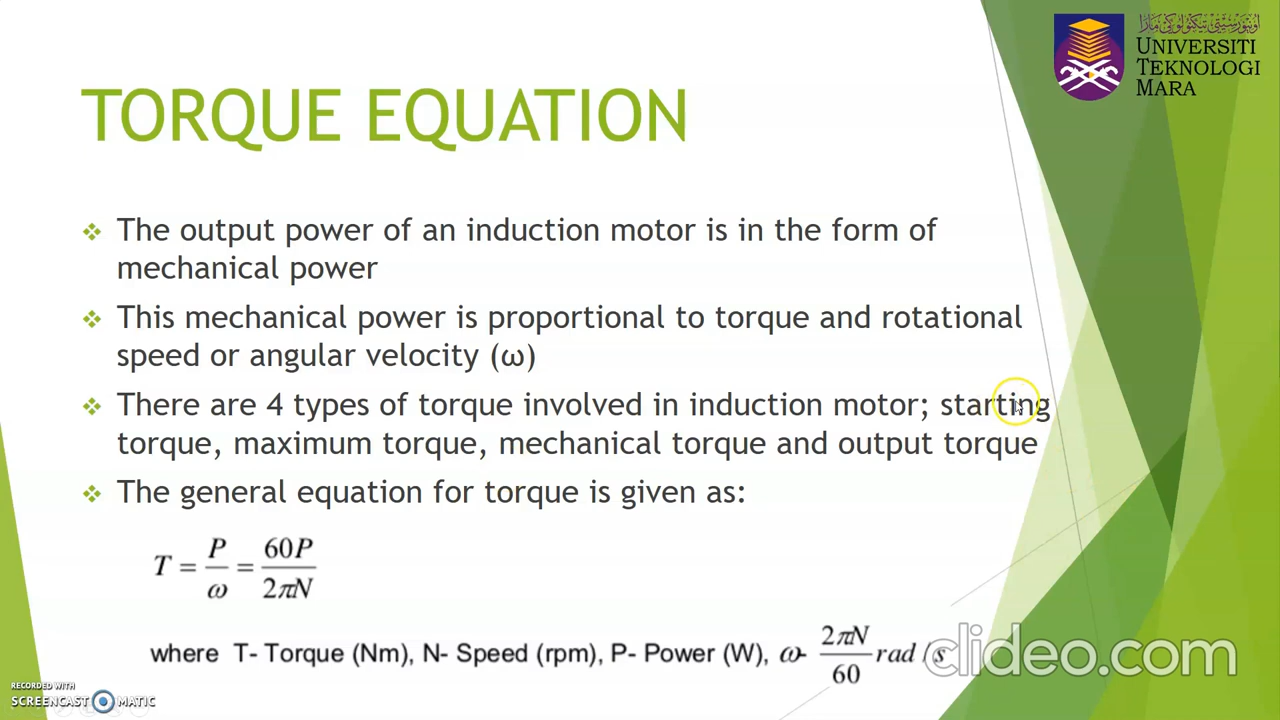 اونيۏرسيتي تيكنولوݢي مارا
UNIVERSITI
TEKNOLOGI
MARA
TORQUE EQUATION
❖ The output power of an induction motor is in the form of
mechanical power
❖ This mechanical power is proportional to torque and rotational
speed or angular velocity (ω)
❖ There are 4 types of torque involved in induction motor; starting
torque, maximum torque, mechanical torque and output torque
❖ The general equation for torque is given as:
T = P/ω = 60P/2πN
where T- Torque (Nm), N- Speed (rpm), P- Power (W), ω- 2πN/60 rad / s
clideo.com
RECORDED WITH
SCREENCAST MATIC